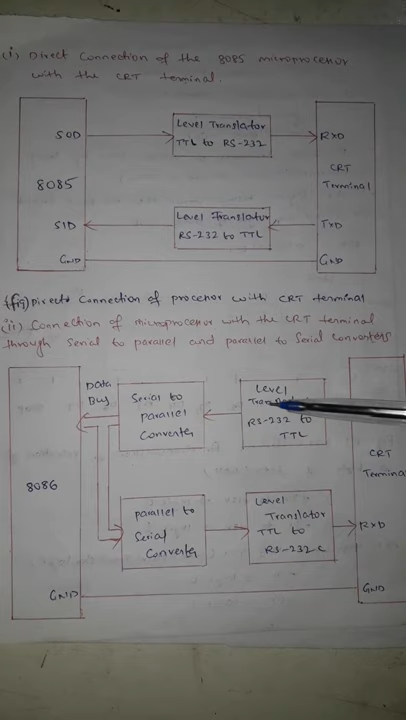 (i) Direct Connection of the 8085 microprocessor
with the CRT terminal.
SOD
Level Translator
TTL to RS-232
RXD
8085
CRT
Terminal
SID
Level Translator
RS-232 to TTL
TXD
GND
GND
(fig) Direct Connection of processor with CRT terminal
(ii) Connection of microprocessor with the CRT terminal
through Serial to parallel and parallel to Serial Converters
Data
Bus
Serial to
parallel
Converter
Level
RS-232 to
TTL
CRT
Terminal
8086
parallel to
Serial
Converter
Level
Translator
TTL to
RS-232C
RXD
GND
GND